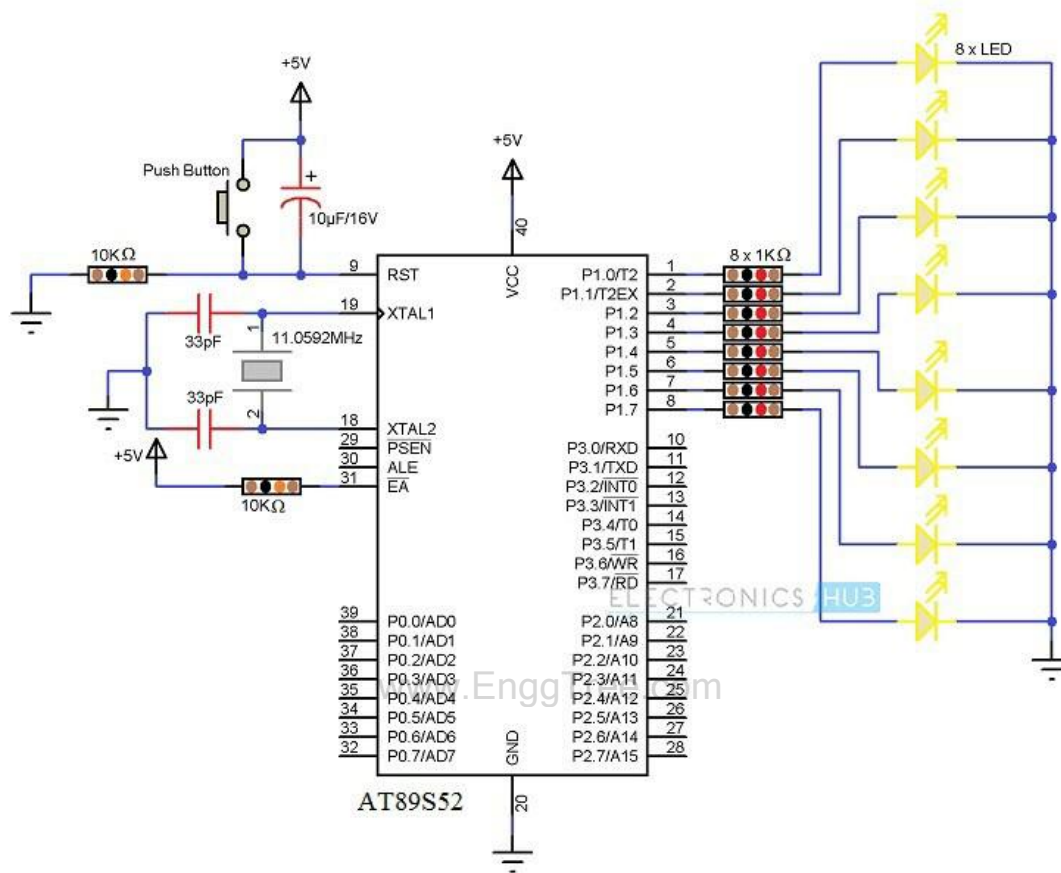 8 x LED
+5V
+5V
Push Button
+
10µF/16V
10KΩ
8 x 1KΩ
40
VCC
9
RST
P1.0/T2
1
P1.1/T2EX
2
19
XTAL1
P1.2
3
33pF
1
11.0592MHz
P1.3
4
P1.4
5
P1.5
6
33pF
2
P1.6
7
P1.7
8
18
XTAL2
29
PSEN
P3.0/RXD
10
+5V
30
ALE
P3.1/TXD
11
31
EA
P3.2/INT0
12
10KΩ
P3.3/INT1
13
P3.4/T0
14
P3.5/T1
15
P3.6/WR
16
P3.7/RD
17
ELECTRONICS HUB
39
P0.0/AD0
P2.0/A8
21
38
P0.1/AD1
P2.1/A9
22
37
P0.2/AD2
P2.2/A10
23
36
P0.3/AD3
P2.3/A11
24
www.EnggTree.com
35
P0.4/AD4
P2.4/A12
25
34
P0.5/AD5
P2.5/A13
26
33
P0.6/AD6
P2.6/A14
27
32
P0.7/AD7
P2.7/A15
28
GND
AT89S52
20